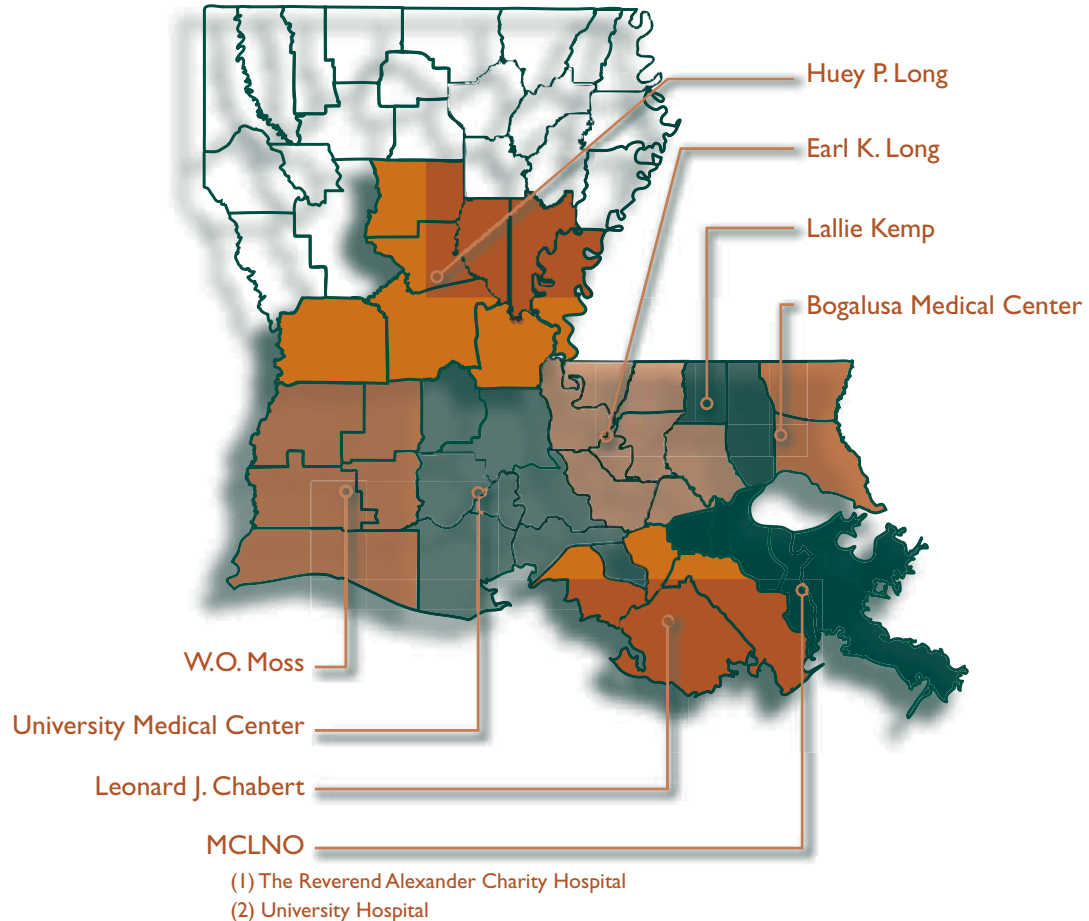 Huey P. Long
Earl K. Long
Lallie Kemp
Bogalusa Medical Center
W.O. Moss
University Medical Center
Leonard J. Chabert
MCLNO
(1) The Reverend Alexander Charity Hospital
(2) University Hospital